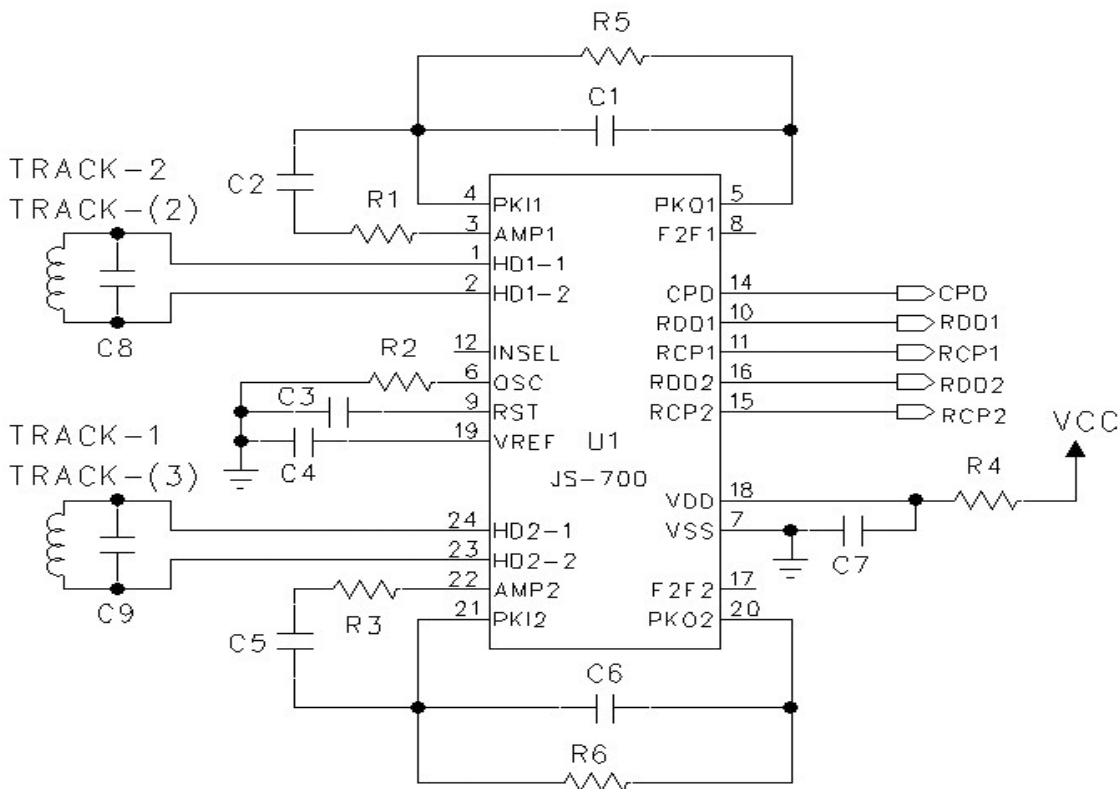 R5
C1
TRACK-2
TRACK-(2)
C2
R1
4
PKI1
PKO1
5
3
AMP1
F2F1
8
1
HD1-1
2
HD1-2
CPD
14
CPD
RDD1
10
RDD1
C8
R2
12
INSEL
RCP1
11
RCP1
6
OSC
RDD2
16
RDD2
C3
9
RST
RCP2
15
RCP2
TRACK-1
TRACK-(3)
C4
19
VREF
U1
JS-700
VCC
R4
VDD
18
VSS
7
C7
24
HD2-1
23
HD2-2
22
AMP2
F2F2
17
C9
R3
21
PKI2
PKO2
20
C5
C6
R6